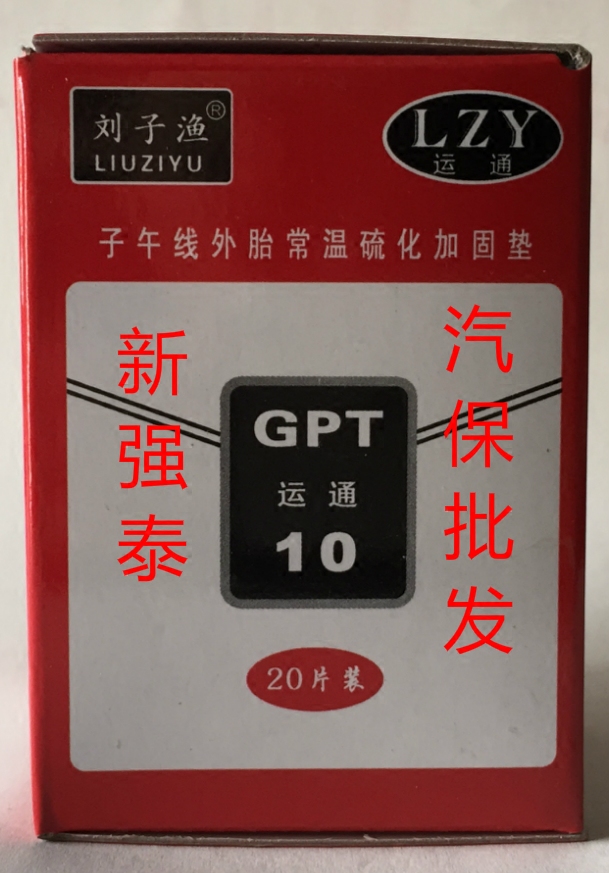 刘子渔®
LIUZIYU
LZY
运通
子午线外胎常温硫化加固垫
新强泰
汽保批发
GPT
运通
10
20片装